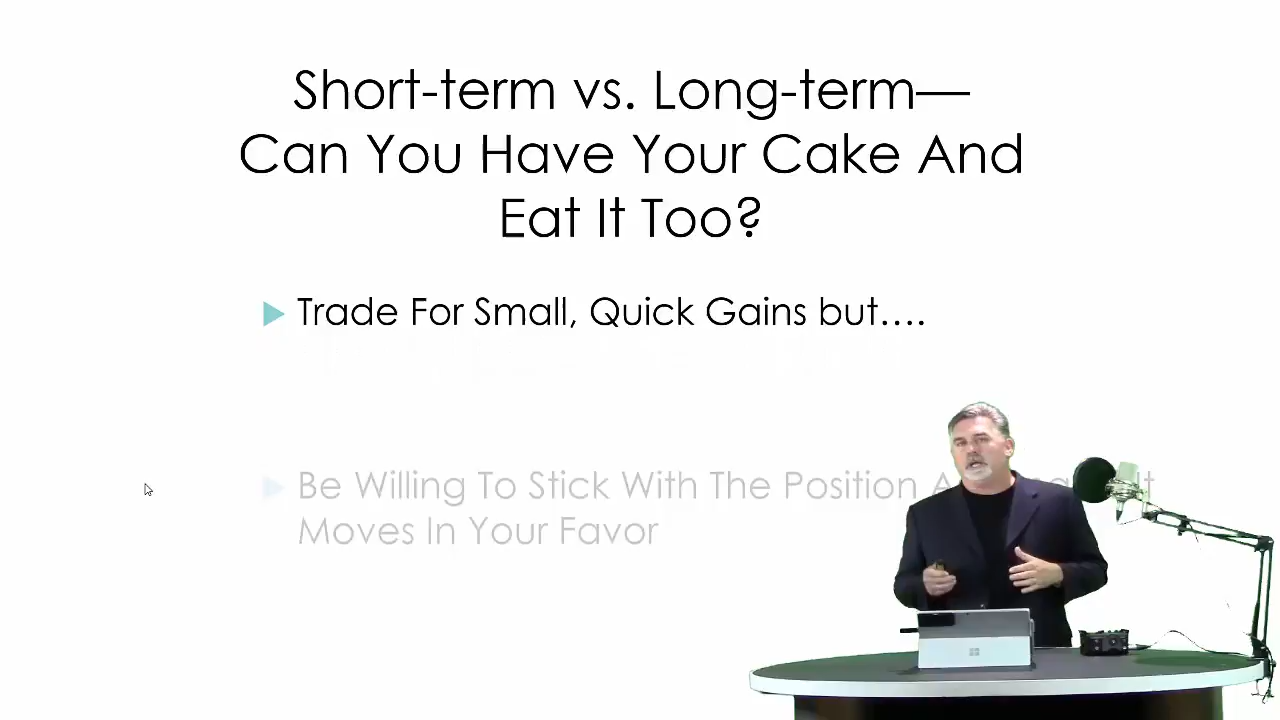 Short-term vs. Long-term—
Can You Have Your Cake And
Eat It Too?
Trade For Small, Quick Gains but….
Be Willing To Stick With The Position It
Moves In Your Favor